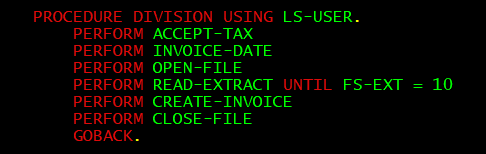 PROCEDURE DIVISION USING LS-USER.
PERFORM ACCEPT-TAX
PERFORM INVOICE-DATE
PERFORM OPEN-FILE
PERFORM READ-EXTRACT UNTIL FS-EXT = 10
PERFORM CREATE-INVOICE
PERFORM CLOSE-FILE
GOBACK.